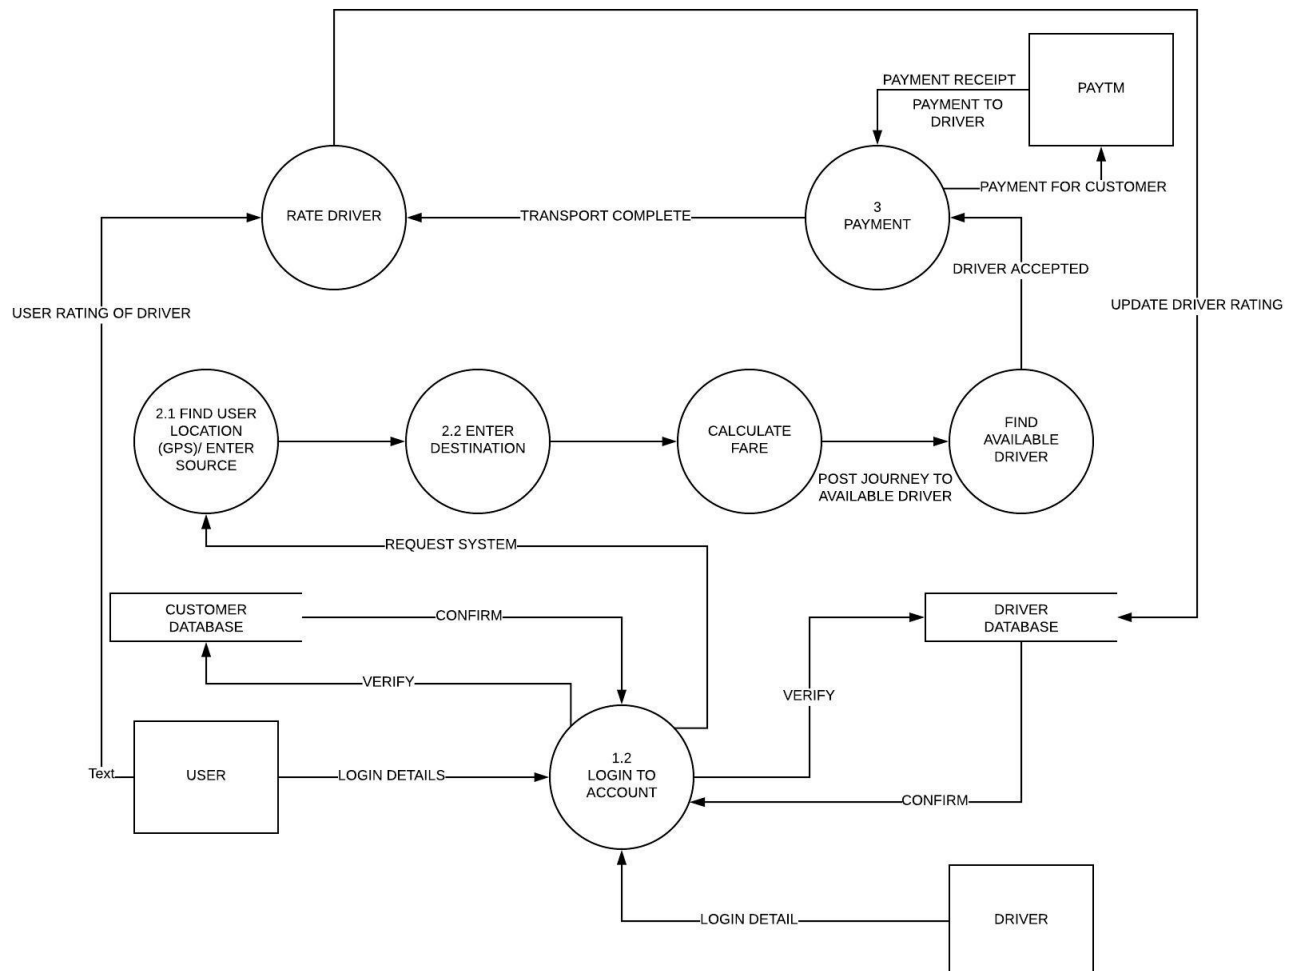 PAYMENT RECEIPT
PAYTM
PAYMENT TO
DRIVER
PAYMENT FOR CUSTOMER
RATE DRIVER
TRANSPORT COMPLETE
3
PAYMENT
DRIVER ACCEPTED
USER RATING OF DRIVER
UPDATE DRIVER RATING
2.1 FIND USER
LOCATION
(GPS)/ ENTER
SOURCE
2.2 ENTER
DESTINATION
CALCULATE
FARE
POST JOURNEY TO
AVAILABLE DRIVER
FIND
AVAILABLE
DRIVER
REQUEST SYSTEM
CUSTOMER
DATABASE
CONFIRM
DRIVER
DATABASE
VERIFY
VERIFY
Text
USER
LOGIN DETAILS
1.2
LOGIN TO
ACCOUNT
CONFIRM
LOGIN DETAIL
DRIVER